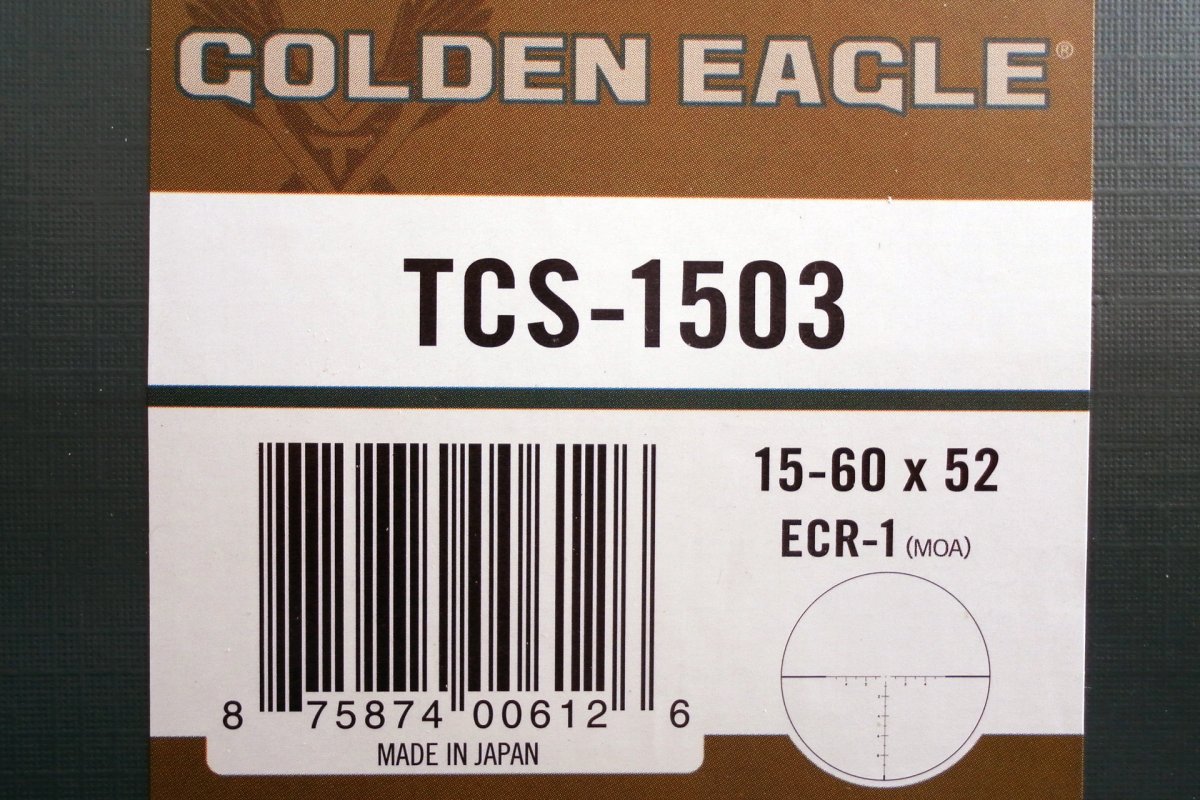 GOLDEN EAGLE®
TCS-1503
15-60 x 52
ECR-1 (MOA)
8 75874 00612 6
MADE IN JAPAN